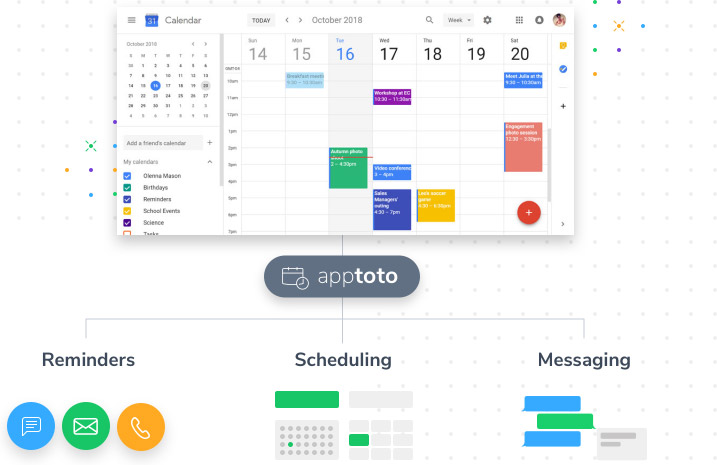 31 Calendar TODAY < > October 2018 Week
October 2018 < >
S M T W T F S
30 1 2 3 4 5 6
7 8 9 10 11 12 13
14 15 16 17 18 19 20
21 22 23 24 25 26 27
28 29 30 31 1 2 3
4 5 6 7 8 9 10
Add a friend's calendar +
My calendars
Olenna Mason
Birthdays
Reminders
School Events
Science
Tasks
Sun Mon Tue Wed Thu Fri Sat
14 15 16 17 18 19 20
10am
11am
12pm
1pm
2pm
3pm
4pm
5pm
6pm
7pm
Breakfast meeti
9:30 – 10:30am
Meet Julia at the
9:30 – 10:30am
Workshop at EC
10:30 – 11:30am
Engagement
photo session
12:30 – 3:30pm
Autumn photo
shoot
2 – 4:30pm
Video conferenc
3 – 4pm
Sales
Managers'
outing
4:30 – 7pm
game
4:30 – 6:30pm
apptoto
Reminders
Scheduling
Messaging